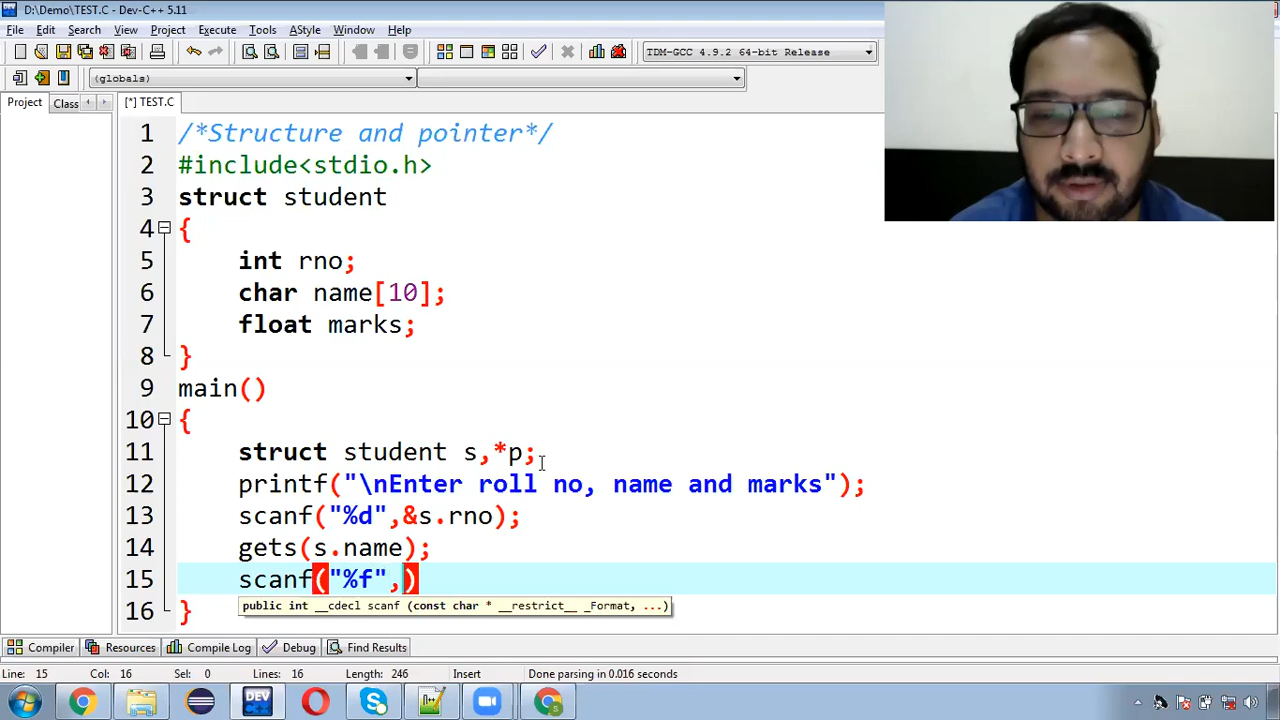 D:\Demo\TEST.C - Dev-C++ 5.11
File Edit Search View Project Execute Tools AStyle Window Help
TDM-GCC 4.9.2 64-bit Release
(globals)
Project Class [*] TEST.C
1 /*Structure and pointer*/
2 #include<stdio.h>
3 struct student
4 {
5 int rno;
6 char name[10];
7 float marks;
8 }
9 main()
10 {
11 struct student s,*p;
12 printf("\nEnter roll no, name and marks");
13 scanf("%d",&s.rno);
14 gets(s.name);
15 scanf("%f",)
public int __cdecl scanf (const char * __restrict__ _Format, ...)
16 }
Compiler Resources Compile Log Debug Find Results
Line: 15 Col: 16 Sel: 0 Lines: 16 Length: 246 Insert Done parsing in 0.016 seconds
DEV